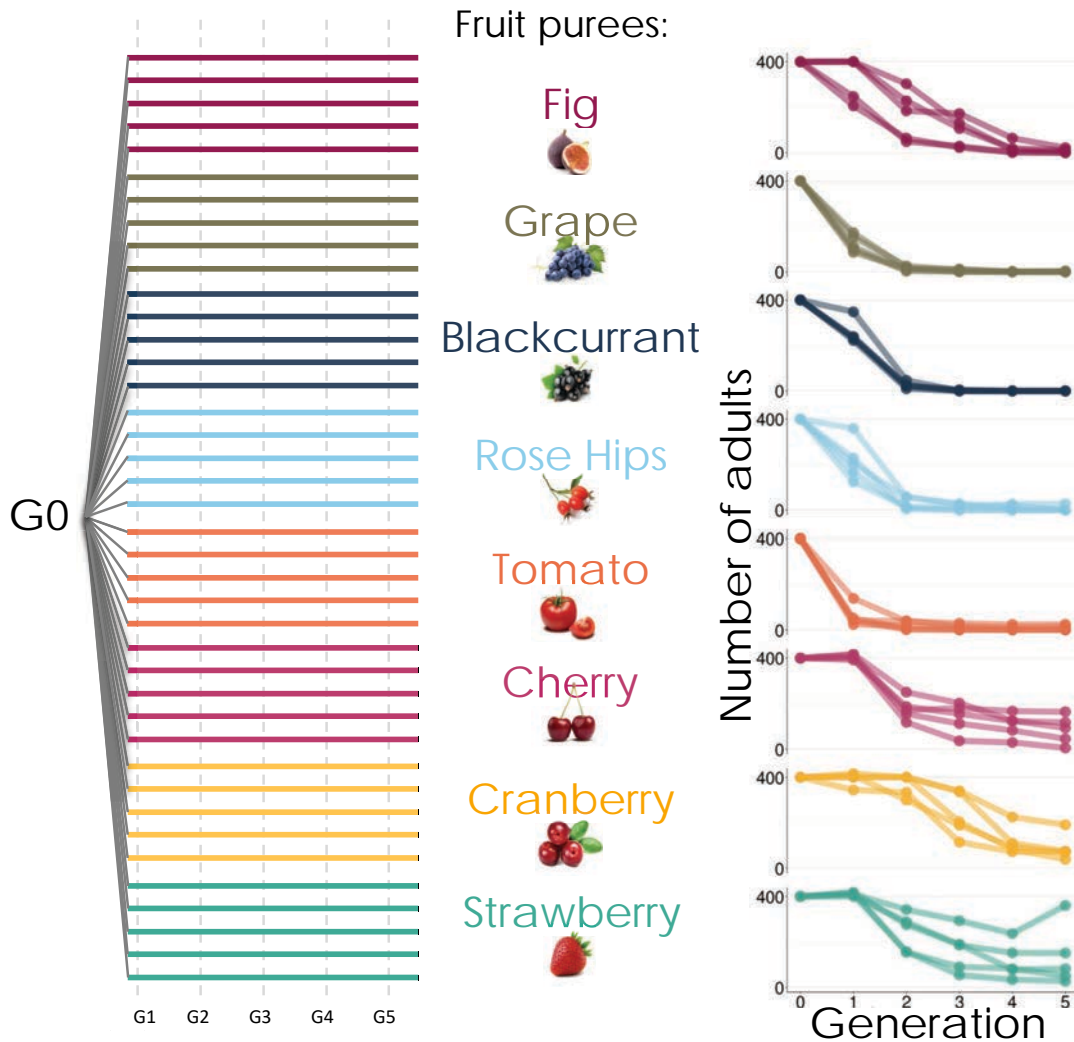 Fruit purees:
Fig
Grape
Blackcurrant
Rose Hips
Tomato
Cherry
Cranberry
Strawberry
G0
G1 G2 G3 G4 G5
Number of adults
400
0
400
0
400
0
400
0
400
0
400
0
400
0
400
0
0 1 2 3 4 5
Generation